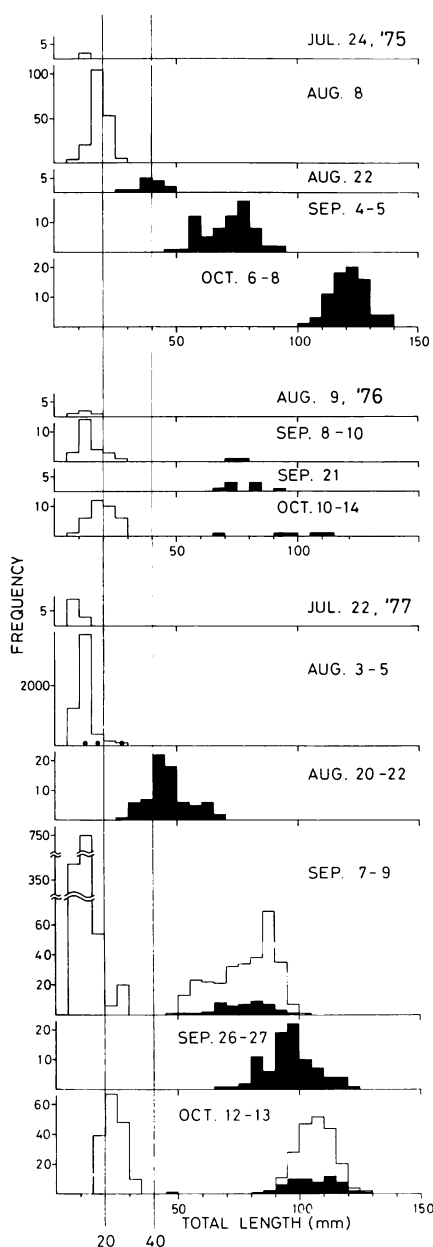 JUL. 24, '75
5
100
AUG. 8
50
AUG. 22
5
SEP. 4-5
10
OCT. 6-8
20
10
50 100 150
AUG. 9, '76
5
SEP. 8-10
10
SEP. 21
5
OCT. 10-14
10
50 100
FREQUENCY
JUL. 22, '77
5
AUG. 3-5
2000
AUG. 20-22
20
10
750
SEP. 7-9
350
60
40
20
SEP. 26-27
20
10
OCT. 12-13
60
40
20
50 100 150
TOTAL LENGTH (mm)
20 40